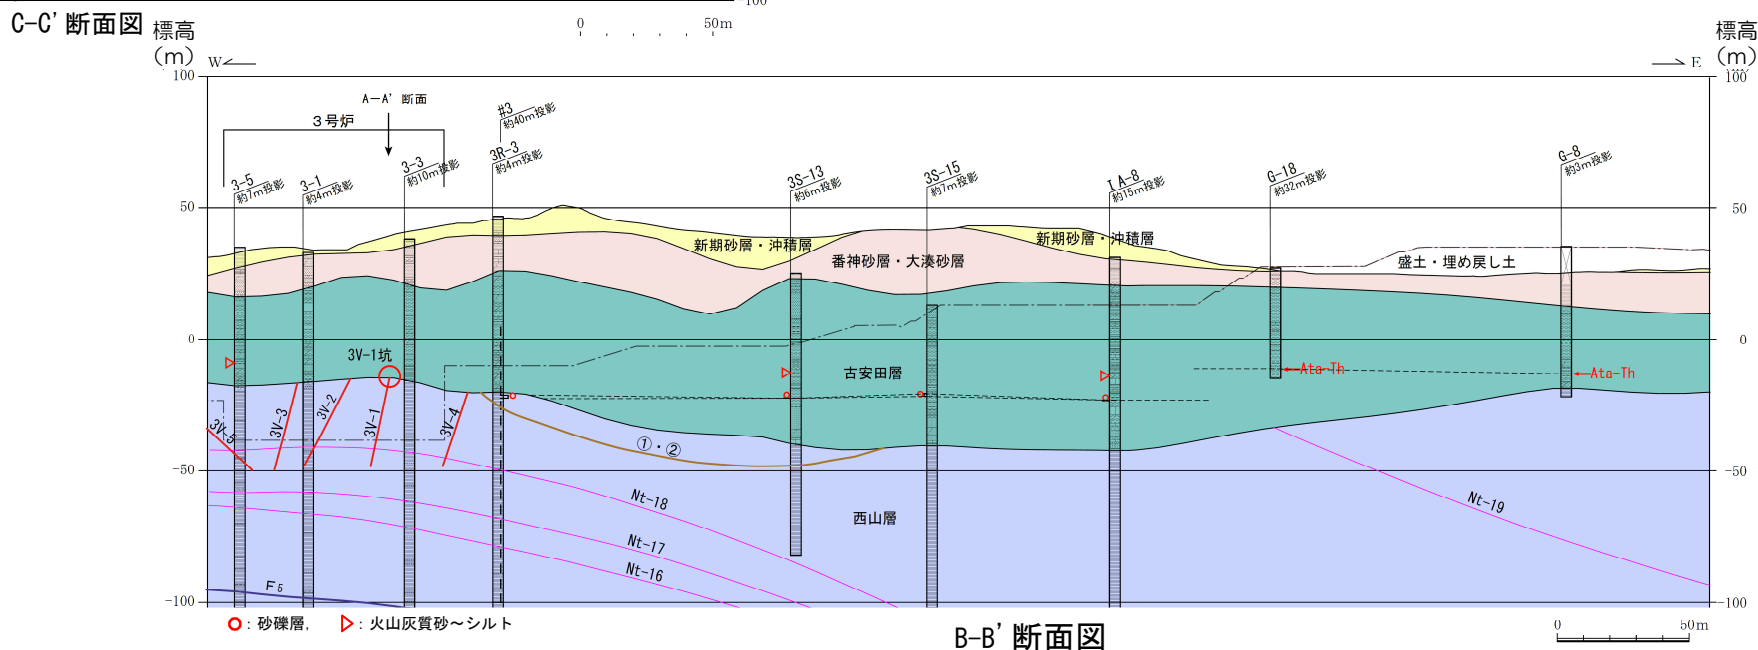 -100
C-C' 断面図
0 50m
標高
(m)
標高
(m)
W
E
100
50
0
-50
-100
100
50
0
-50
-100
A-A' 断面
3号炉
3-5
約7m投影
3-1
約4m投影
3-3
約10m投影
#3
約40m投影
3R-3
約4m投影
3S-13
約6m投影
3S-15
約7m投影
I A-8
約15m投影
G-18
約32m投影
G-8
約3m投影
新期砂層・沖積層
新期砂層・沖積層
番神砂層・大湊砂層
盛土・埋め戻し土
3V-1坑
古安田層
Ata-Th
Ata-Th
3V-5
3V-3
3V-2
3V-1
3V-4
①・②
Nt-18
Nt-17
Nt-16
Nt-19
西山層
F5
○: 砂礫層, ▷: 火山灰質砂～シルト
B-B' 断面図
0 50m